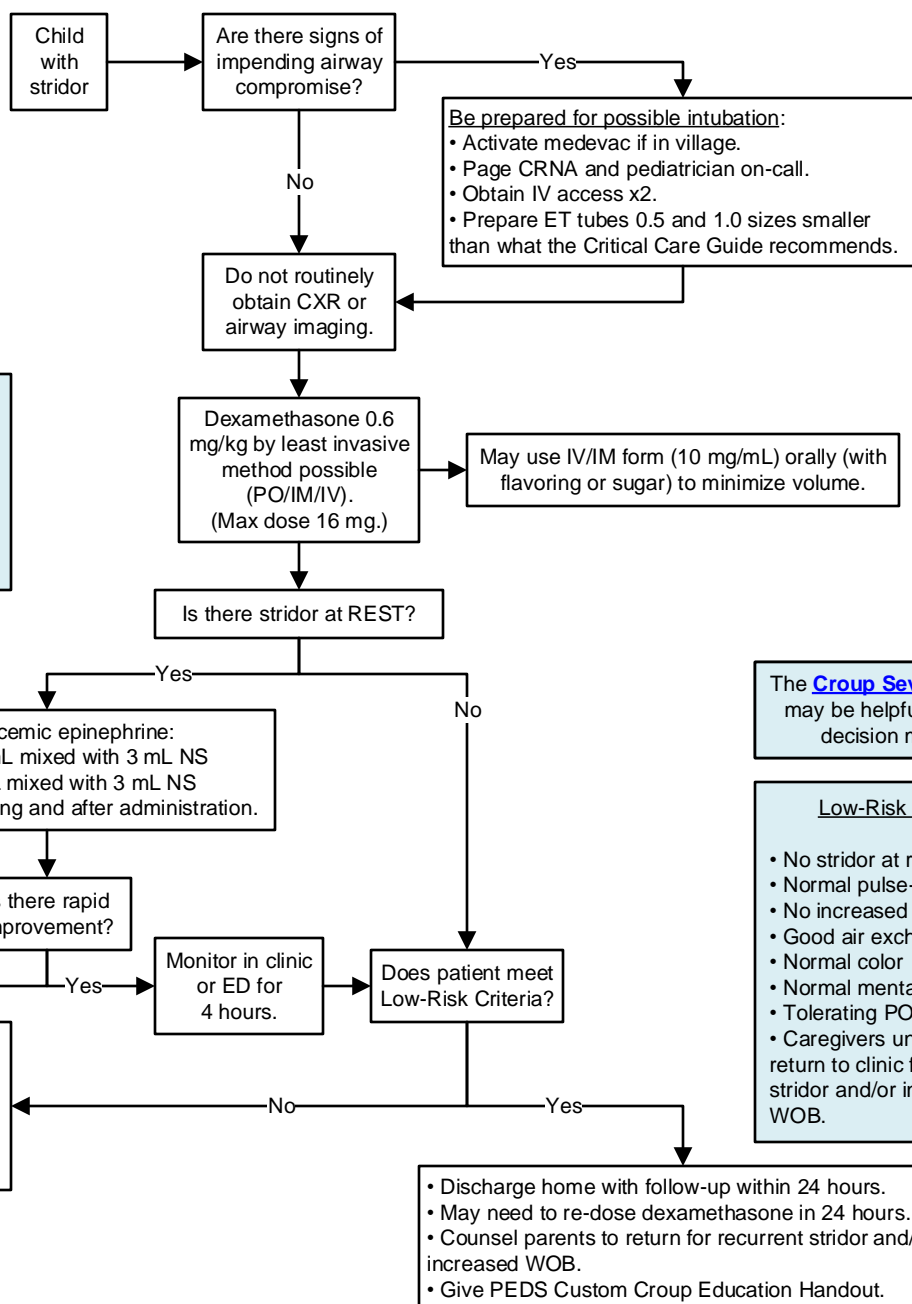 Child
with
stridor
Are there signs of
impending airway
compromise?
Yes
Be prepared for possible intubation:
• Activate medevac if in village.
• Page CRNA and pediatrician on-call.
• Obtain IV access x2.
• Prepare ET tubes 0.5 and 1.0 sizes smaller
than what the Critical Care Guide recommends.
No
Do not routinely
obtain CXR or
airway imaging.
Dexamethasone 0.6
mg/kg by least invasive
method possible
(PO/IM/IV).
(Max dose 16 mg.)
May use IV/IM form (10 mg/mL) orally (with
flavoring or sugar) to minimize volume.
Is there stridor at REST?
Yes
No
epinephrine:
mixed with 3 mL NS
mixed with 3 mL NS
and after administration.
there rapid
Yes
Monitor in clinic
or ED for
4 hours.
Does patient meet
Low-Risk Criteria?
No
Yes
• Discharge home with follow-up within 24 hours.
• May need to re-dose dexamethasone in 24 hours.
• Counsel parents to return for recurrent stridor and/
increased WOB.
• Give PEDS Custom Croup Education Handout.
The Croup
may be
decision
Low-Risk
• No stridor at
• Normal
• No increased
• Good air
• Normal color
• Normal
• Tolerating PO
• Caregivers
return to clinic
stridor and/or
WOB.